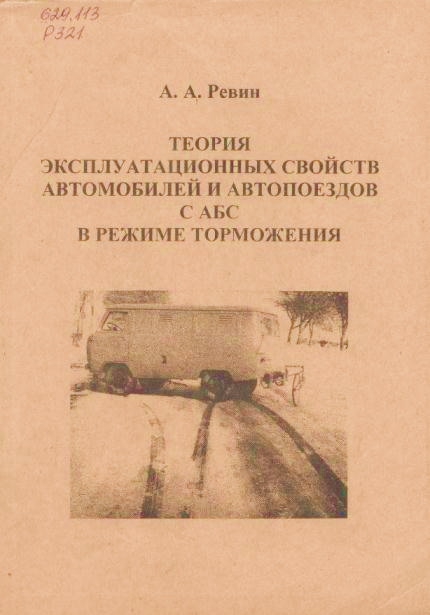 629.113
Р321
А. А. Ревин
ТЕОРИЯ
ЭКСПЛУАТАЦИОННЫХ СВОЙСТВ
АВТОМОБИЛЕЙ И АВТОПОЕЗДОВ
С АБС
В РЕЖИМЕ ТОРМОЖЕНИЯ